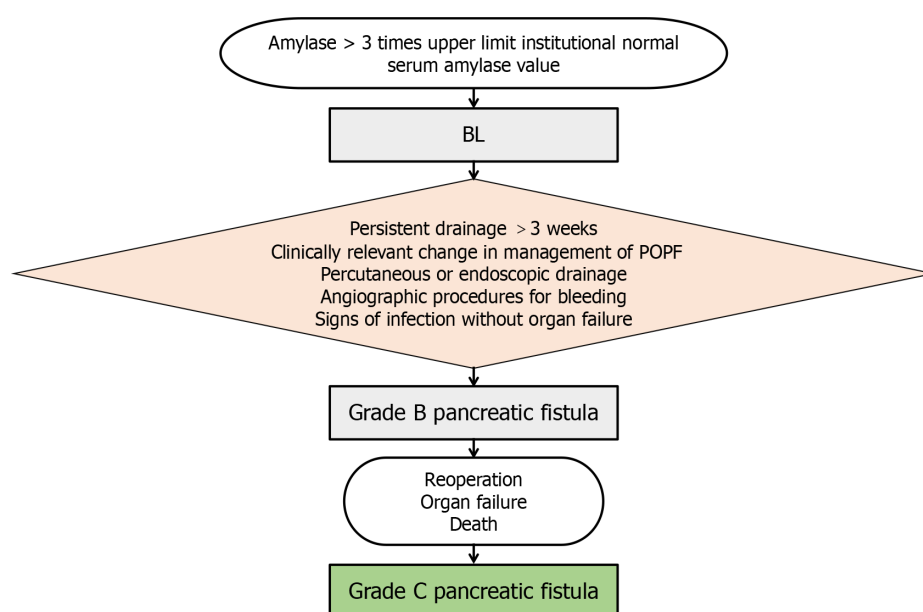 Amylase > 3 times upper limit institutional normal
serum amylase value
BL
Persistent drainage > 3 weeks
Clinically relevant change in management of POPF
Percutaneous or endoscopic drainage
Angiographic procedures for bleeding
Signs of infection without organ failure
Grade B pancreatic fistula
Reoperation
Organ failure
Death
Grade C pancreatic fistula